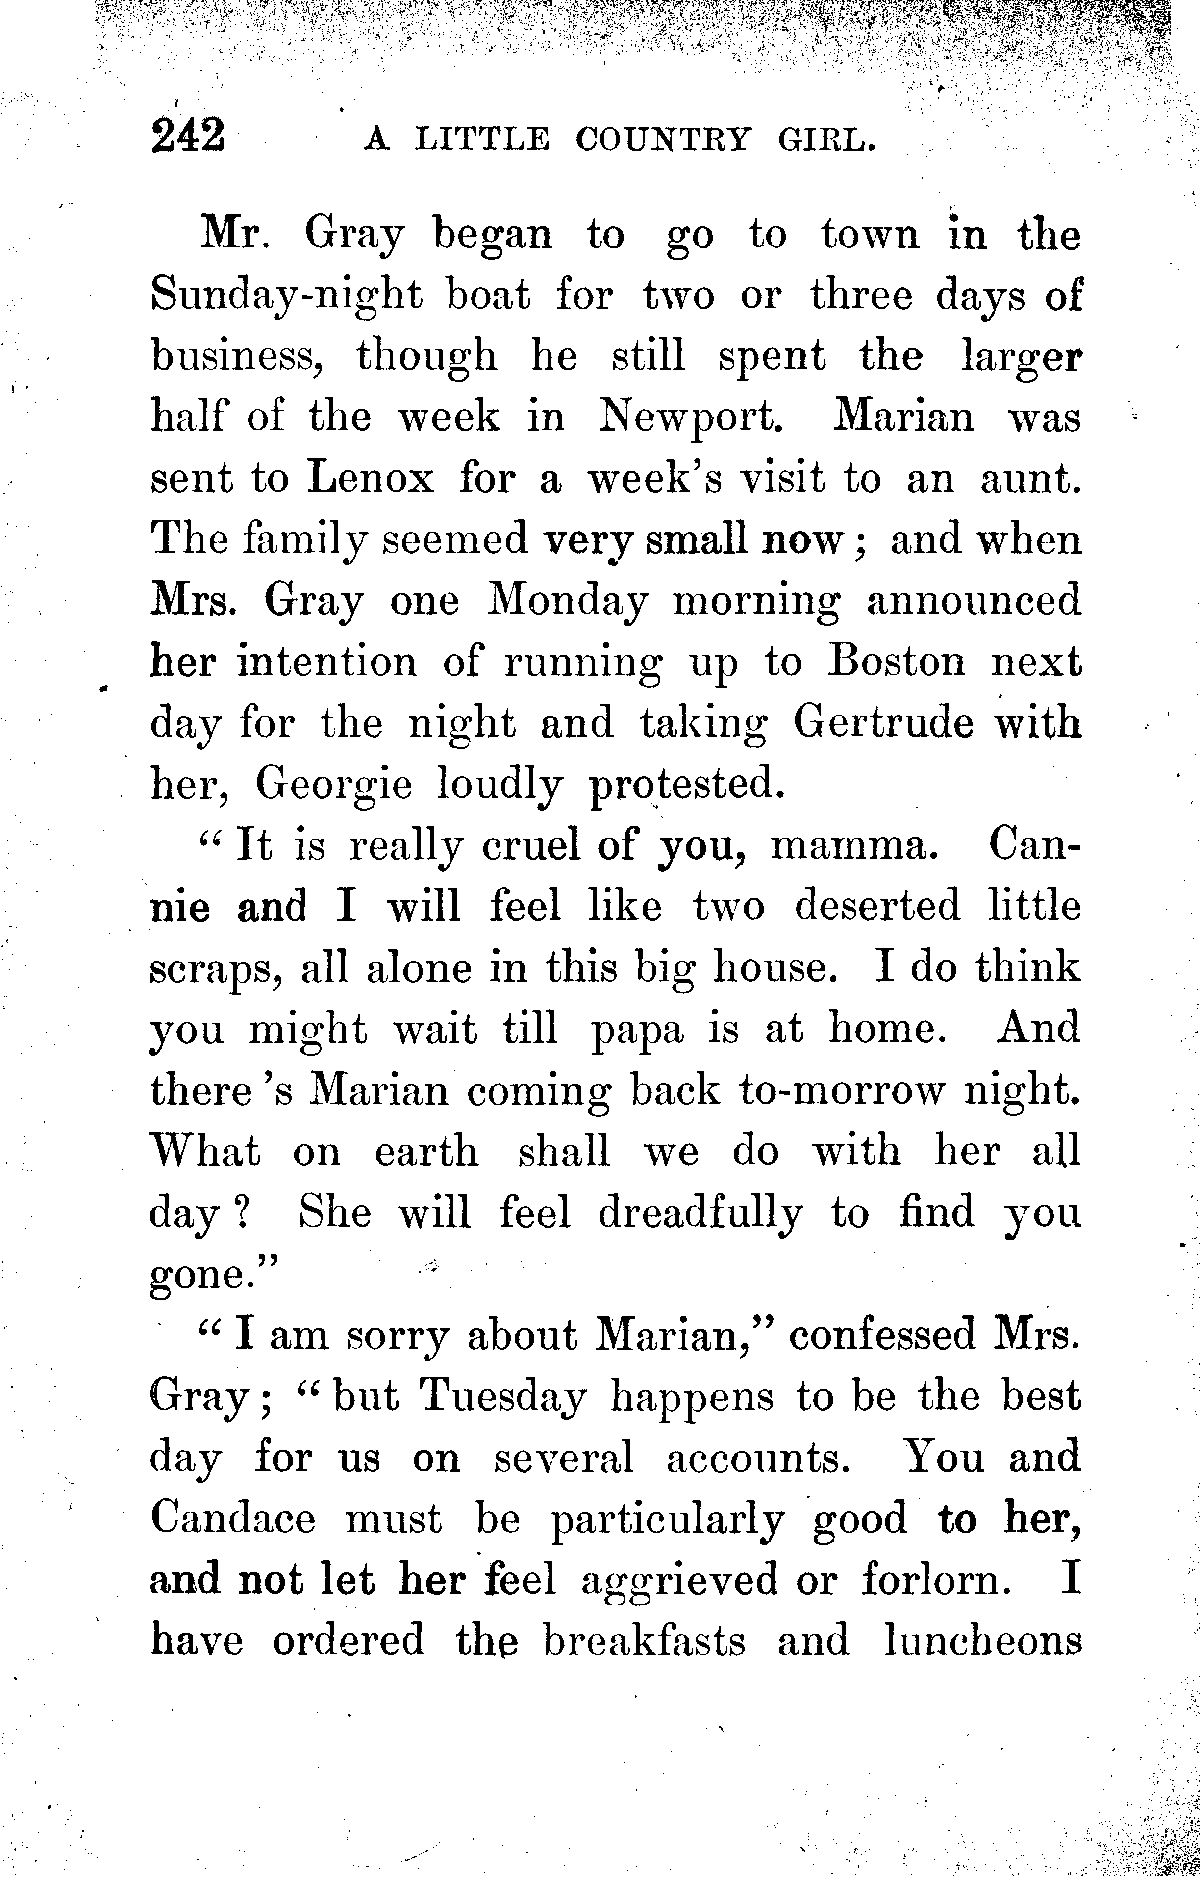 242 A LITTLE COUNTRY GIRL.
Mr. Gray began to go to town in the
Sunday-night boat for two or three days of
business, though he still spent the larger
half of the week in Newport. Marian was
sent to Lenox for a week's visit to an aunt.
The family seemed very small now; and when
Mrs. Gray one Monday morning announced
her intention of running up to Boston next
day for the night and taking Gertrude with
her, Georgie loudly protested.
"It is really cruel of you, mamma. Can-
nie and I will feel like two deserted little
scraps, all alone in this big house. I do think
you might wait till papa is at home. And
there's Marian coming back to-morrow night.
What on earth shall we do with her all
day? She will feel dreadfully to find you
gone."
"I am sorry about Marian," confessed Mrs.
Gray; "but Tuesday happens to be the best
day for us on several accounts. You and
Candace must be particularly good to her,
and not let her feel aggrieved or forlorn. I
have ordered the breakfasts and luncheons